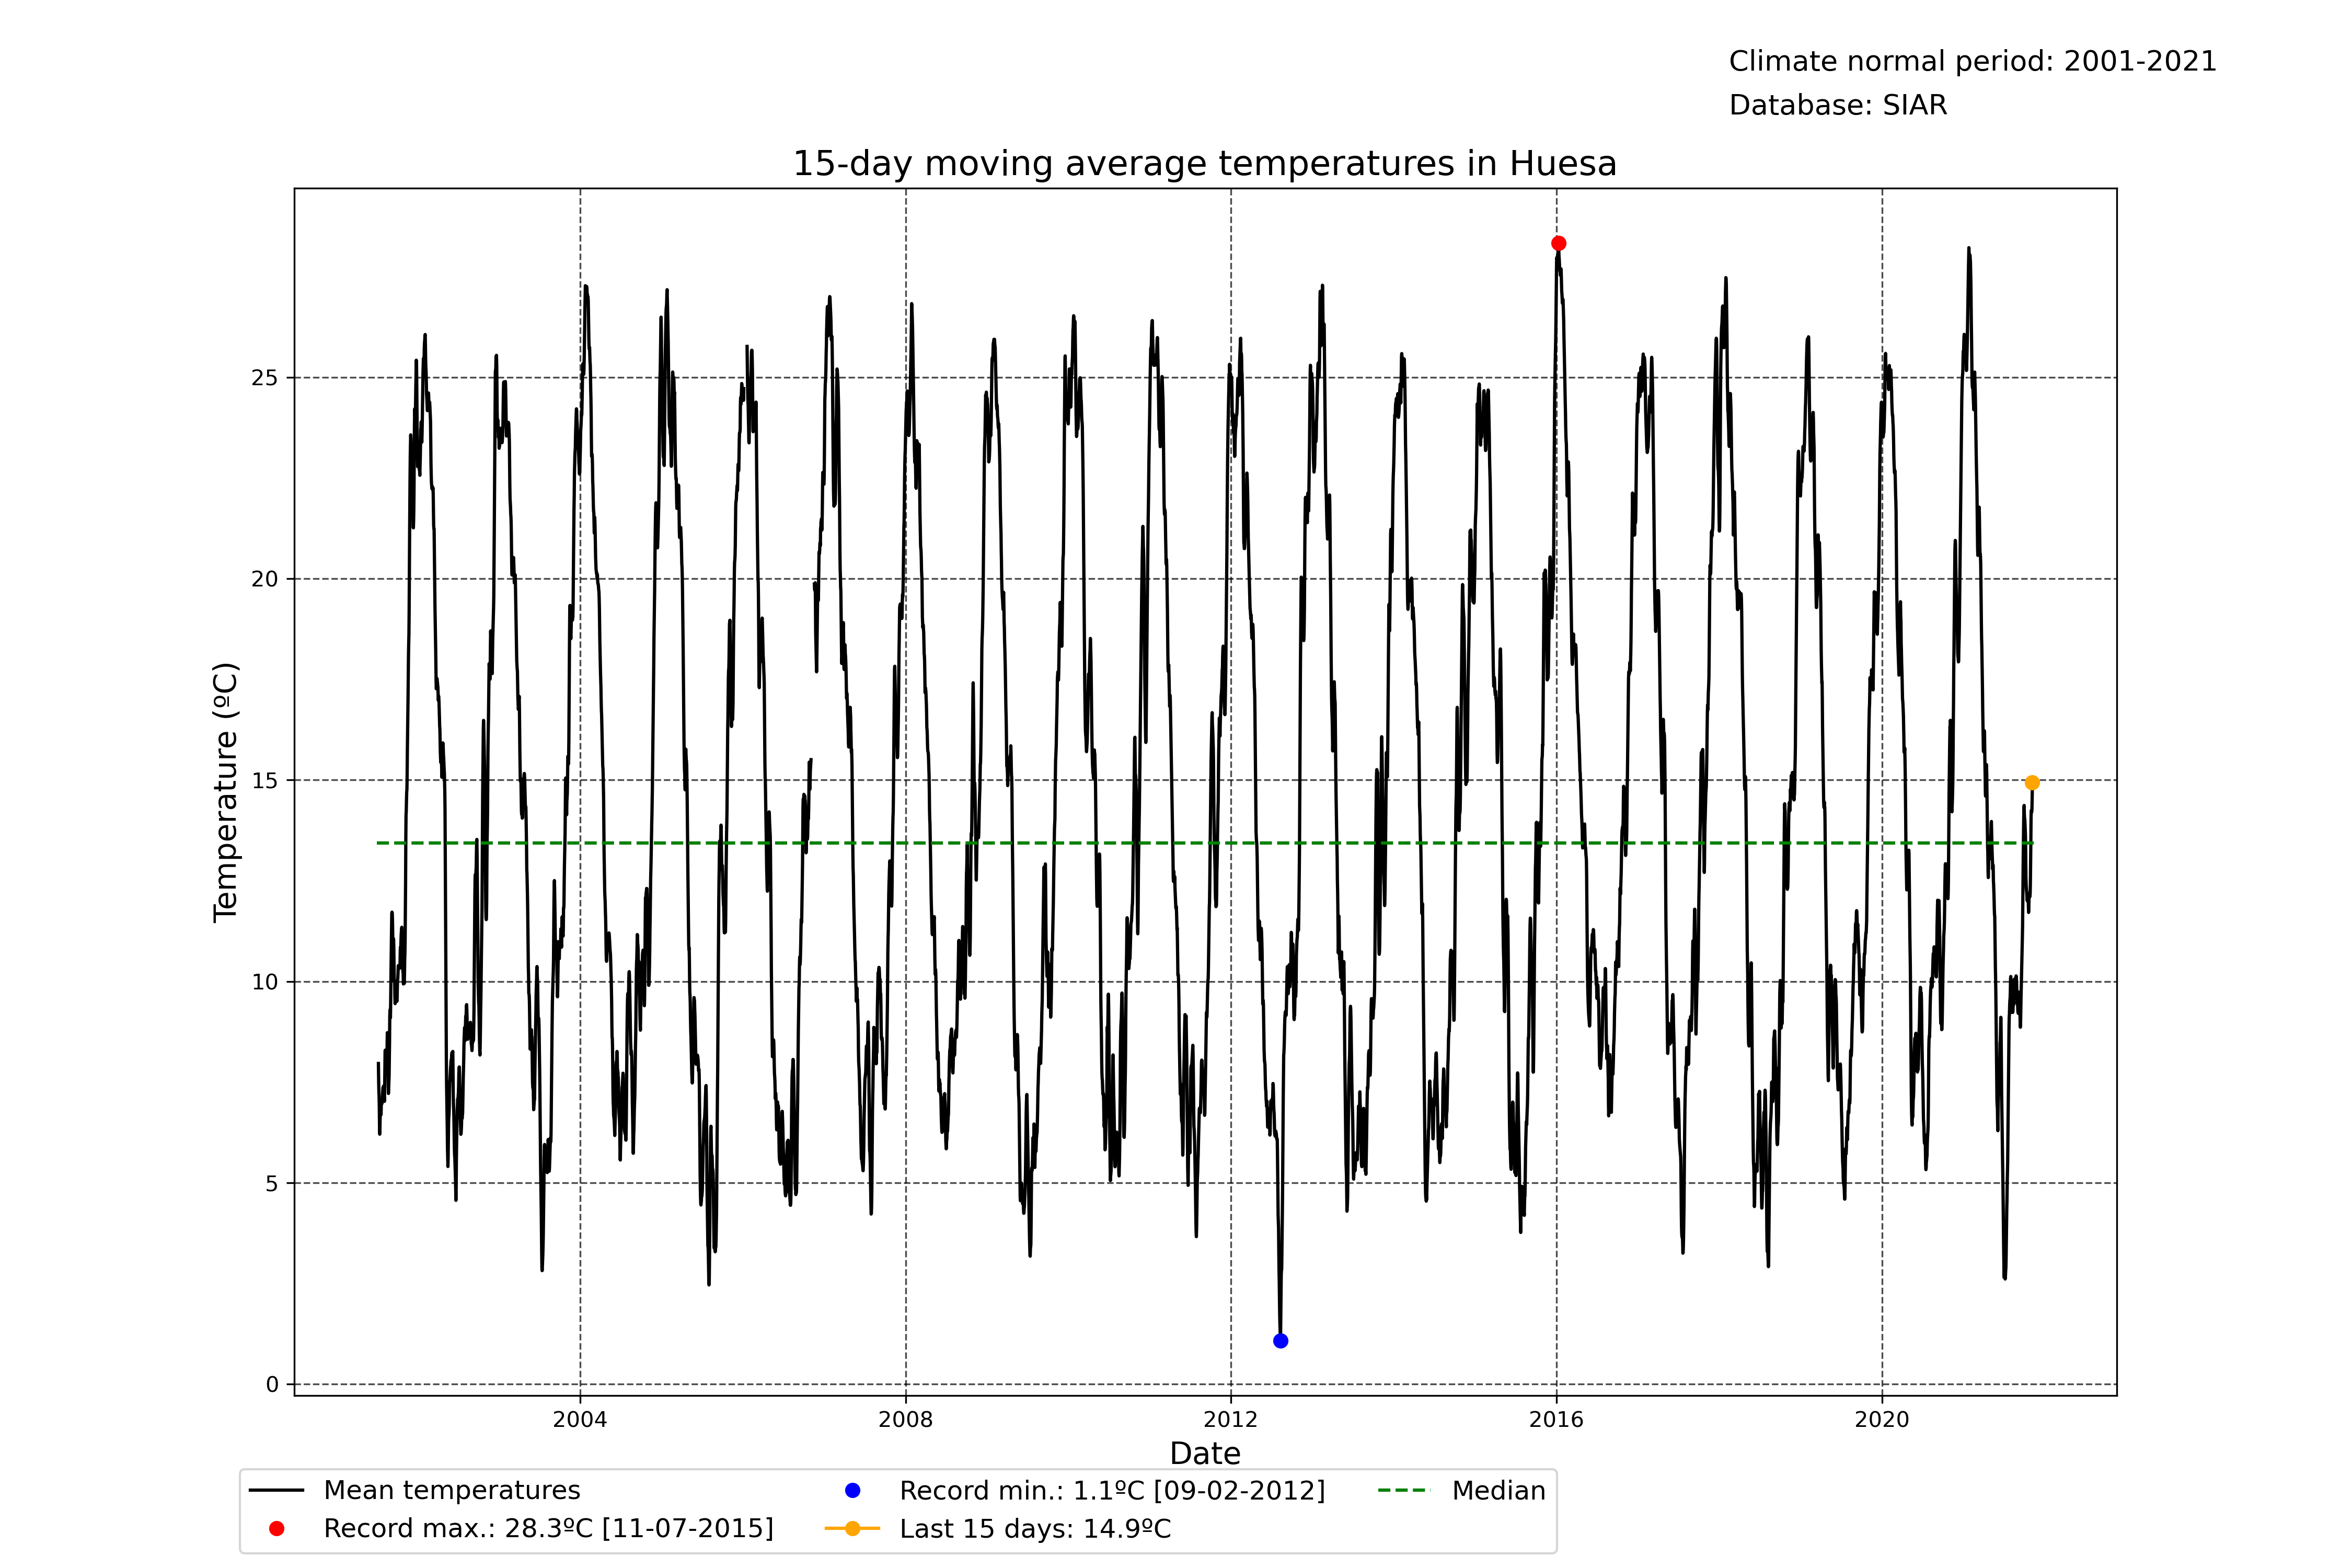 Climate normal period: 2001-2021
Database: SIAR
15-day moving average temperatures in Huesa
Temperature (ºC)
25
20
15
10
5
0
2004
2008
2012
2016
2020
Date
Mean temperatures
Record max.: 28.3ºC [11-07-2015]
Record min.: 1.1ºC [09-02-2012]
Last 15 days: 14.9ºC
Median